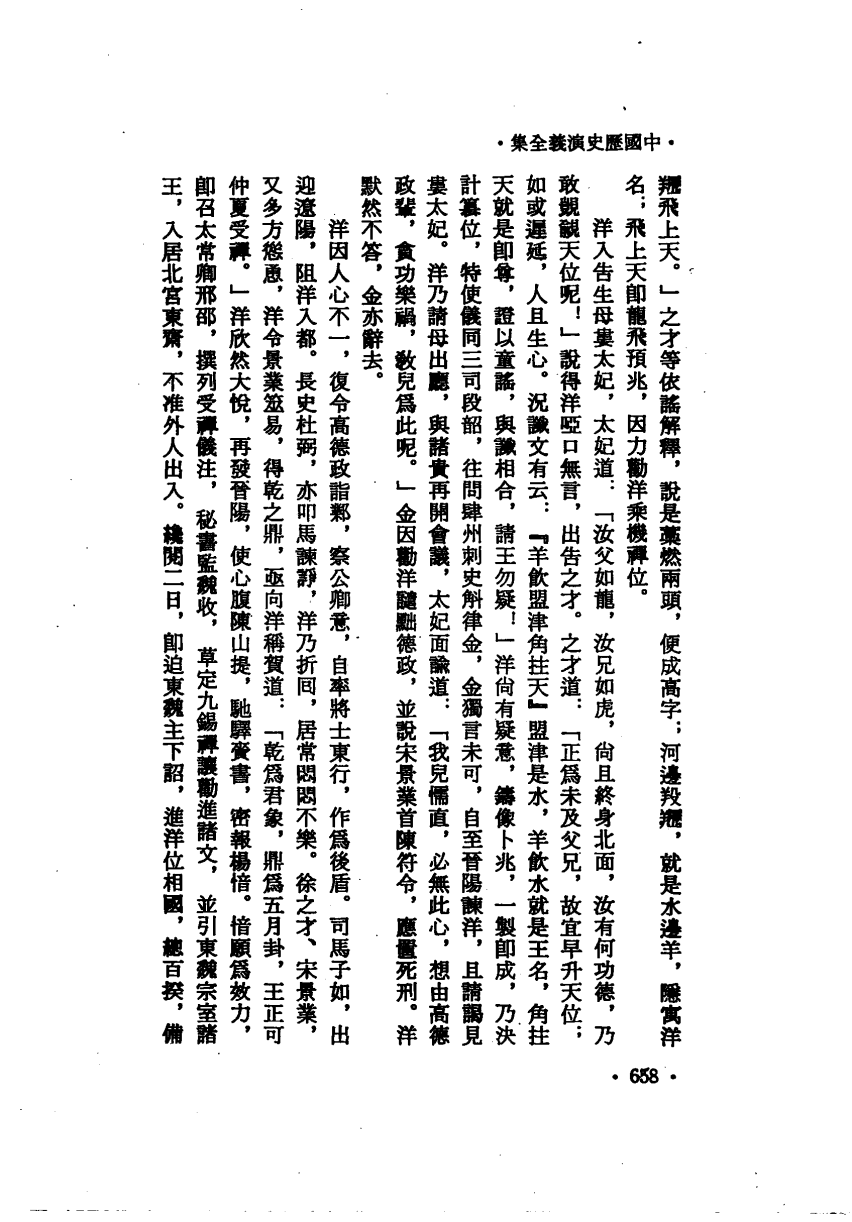 ·中國歷史演義全集·
羺飛上天。」之才等依謠解釋，說是藁燃兩頭，便成高字；河邊羖羺，就是水邊羊，隱寓洋
名；飛上天即龍飛預兆，因力勸洋乘機禪位。
洋入告生母婁太妃，太妃道：「汝父如龍，汝兄如虎，尚且終身北面，汝有何功德，乃
敢覬覦天位呢！」說得洋啞口無言，出告之才。之才道：「正爲未及父兄，故宜早升天位；
如或遲延，人且生心。況讖文有云：『羊飲盟津角拄天』盟津是水，羊飲水就是王名，角拄
天就是即尊，證以童謠，與讖相合，請王勿疑！」洋尚有疑意，鑄像卜兆，一製即成，乃決
計篡位，特使儀同三司段韶，往問肆州刺史斛律金，金獨言未可，自至晉陽諫洋，且請謁見
婁太妃。洋乃請母出廳，與諸貴再開會議，太妃面諭道：「我兒懦直，必無此心，想由高德
政輩，貪功樂禍，敎兒爲此呢。」金因勸洋譴黜德政，並說宋景業首陳符令，應置死刑。洋
默然不答，金亦辭去。
洋因人心不一，復令高德政詣鄴，察公卿意，自率將士東行，作爲後盾。司馬子如，出
迎遼陽，阻洋入都。長史杜弼，亦叩馬諫諍，洋乃折回，居常悶悶不樂。徐之才、宋景業，
又多方慫恿，洋令景業筮易，得乾之鼎，亟向洋稱賀道：「乾爲君象，鼎爲五月卦，王正可
仲夏受禪。」洋欣然大悅，再發晉陽，使心腹陳山提，馳驛賫書，密報楊愔。愔願爲效力，
即召太常卿邢邵，撰列受禪儀注，秘書監魏收，草定九錫禪讓勸進諸文，並引東魏宗室諸
王，入居北宮東齋，不准外人出入。纔閱二日，即迫東魏主下詔，進洋位相國，總百揆，備
·658·